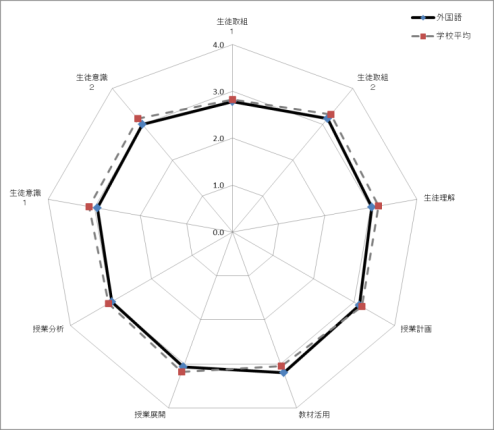 生徒取組
1
外国語
学校平均
4.0
生徒意識
2
生徒取組
2
3.0
2.0
生徒意識
1
生徒理解
1.0
0.0
授業分析
授業計画
授業展開
教材活用